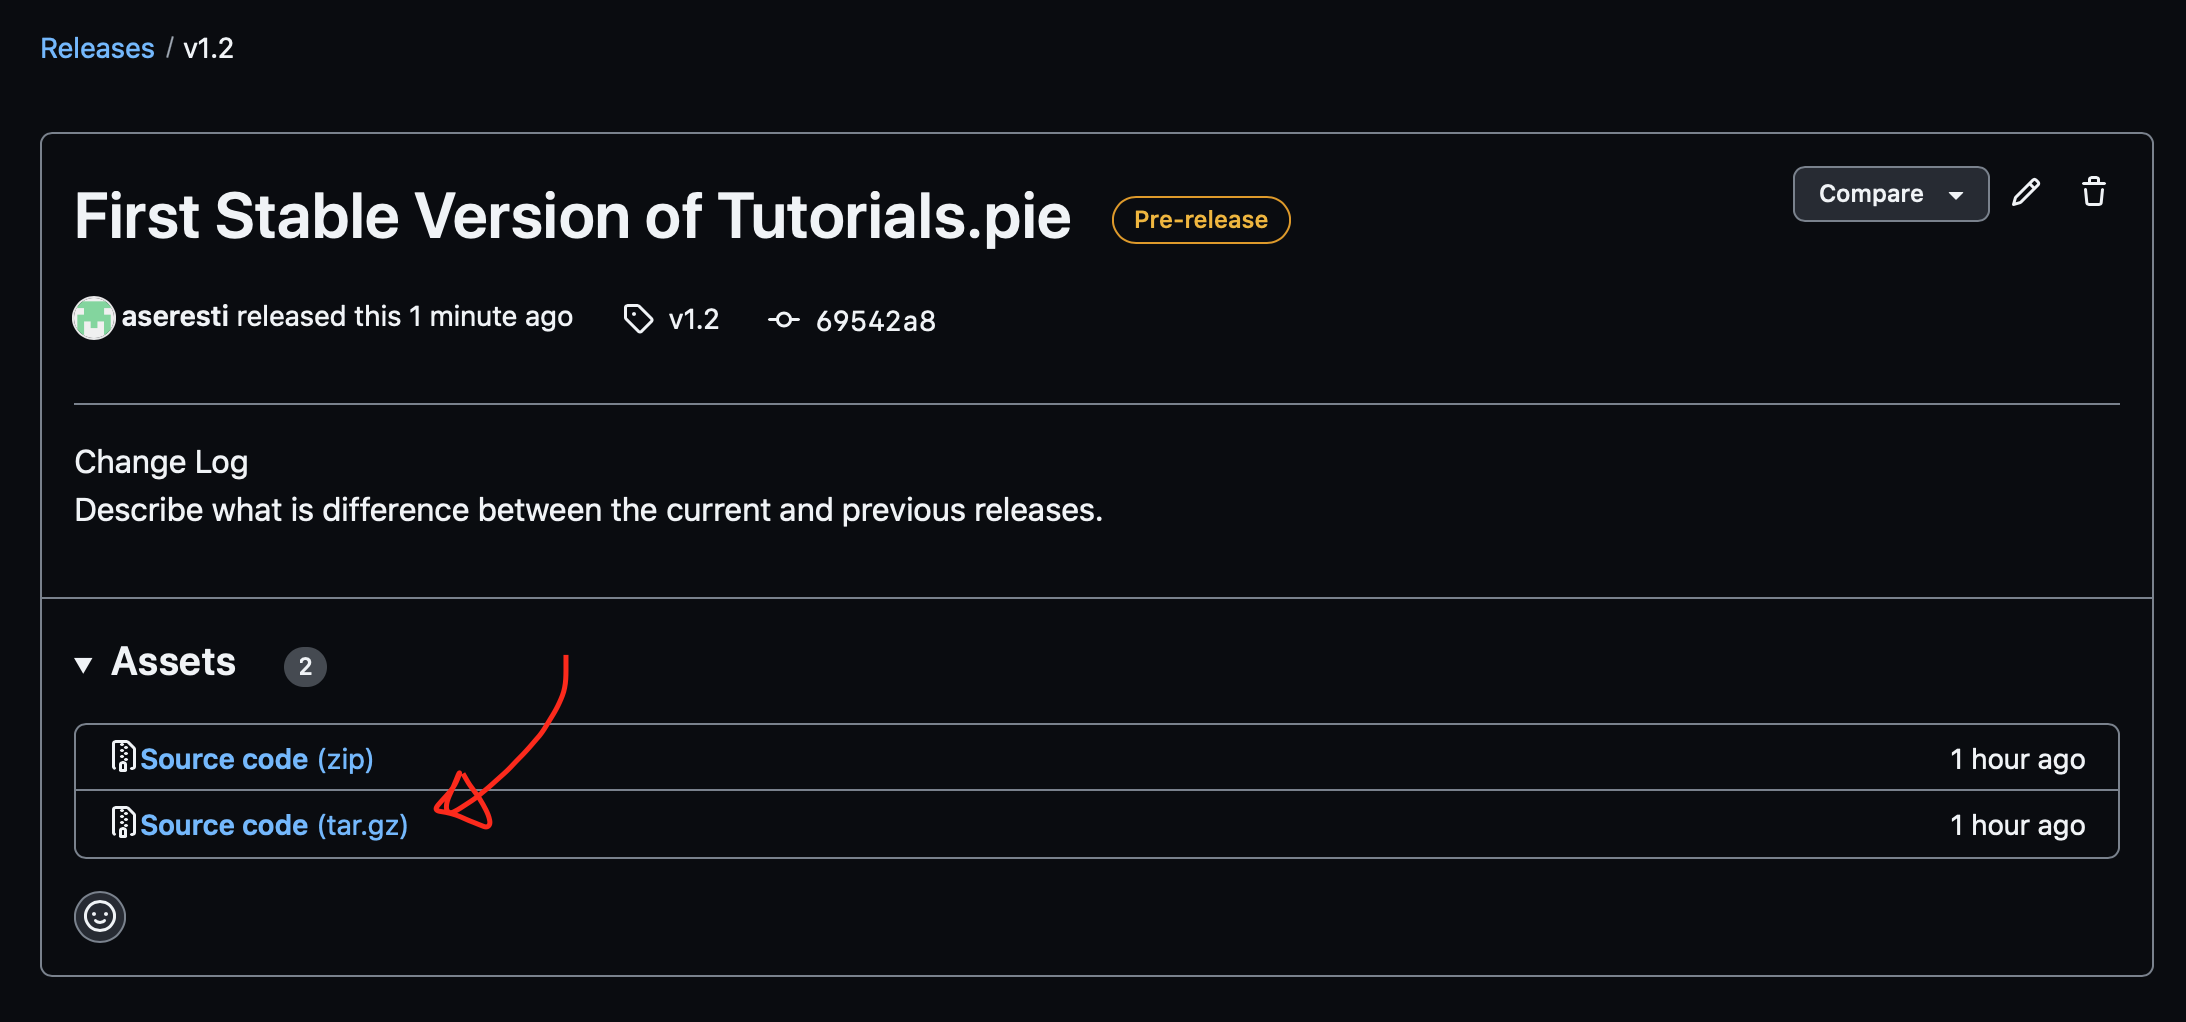 Releases / v1.2
First Stable Version of Tutorials.pie Pre-release Compare
aseresti released this 1 minute ago v1.2 69542a8
Change Log
Describe what is difference between the current and previous releases.
Assets 2
Source code (zip) 1 hour ago
Source code (tar.gz) 1 hour ago